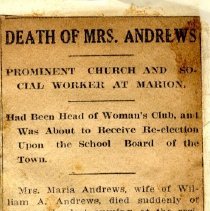 DEATH OF MRS. ANDREWS
PROMINENT CHURCH AND SO-
CIAL WORKER AT MARION.
Had Been Head of Woman's Club, and
Was About to Receive Re-election
Upon the School Board of the
Town.
Mrs. Maria Andrews, wife of Wil-
liam A. Andrews, died suddenly of